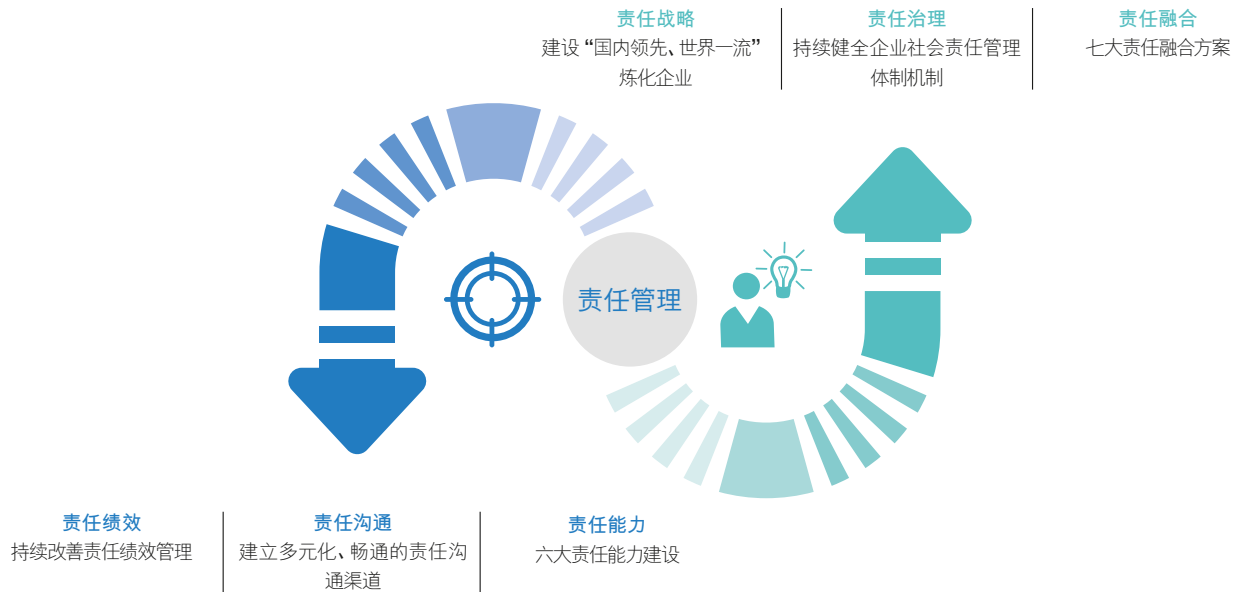 责任战略
建设“国内领先、世界一流”
炼化企业
责任治理
持续健全企业社会责任管理
体制机制
责任融合
七大责任融合方案
责任管理
责任绩效
持续改善责任绩效管理
责任沟通
建立多元化、畅通的责任沟
通渠道
责任能力
六大责任能力建设